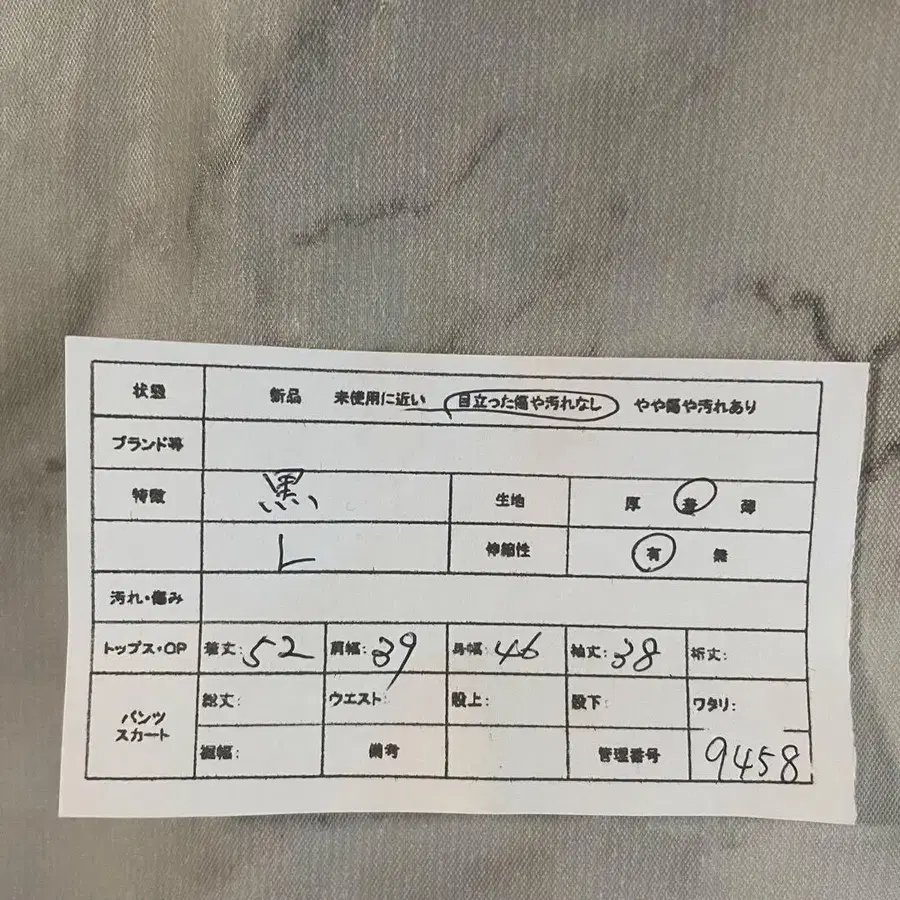 状態 新品 未使用に近い 目立った傷や汚れなし やや傷や汚れあり
ブランド等
特徴 黒 生地 厚 普 薄
L 伸縮性 有 無
汚れ・傷み
トップス・OP 着丈:52 肩幅:39 身幅:46 袖丈:38 裄丈:
パンツ スカート 総丈: ウエスト: 股上: 股下: ワタリ:
裾幅: 備考 管理番号 9458